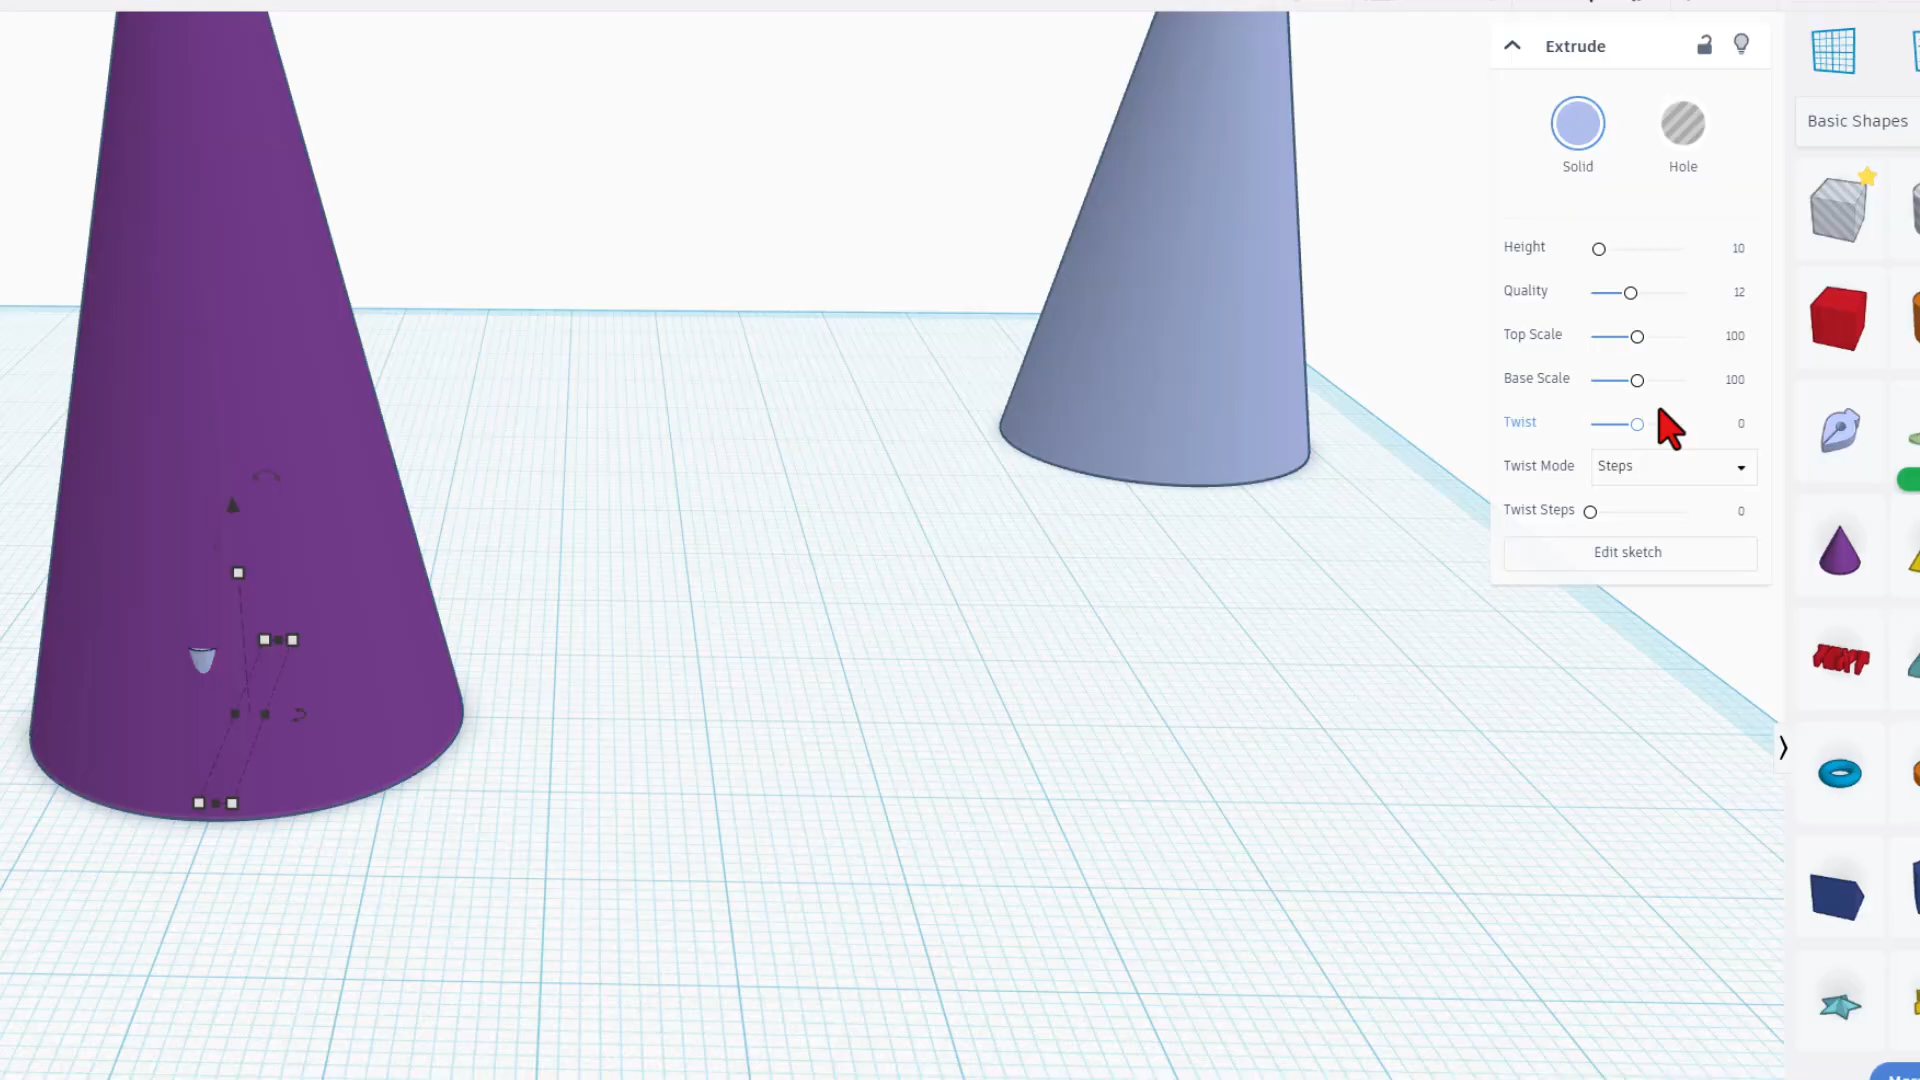 Extrude
Basic Shapes
Solid
Hole
Height
10
Quality
12
Top Scale
100
Base Scale
100
Twist
0
Twist Mode
Steps
Twist Steps
0
Edit sketch
TEXT